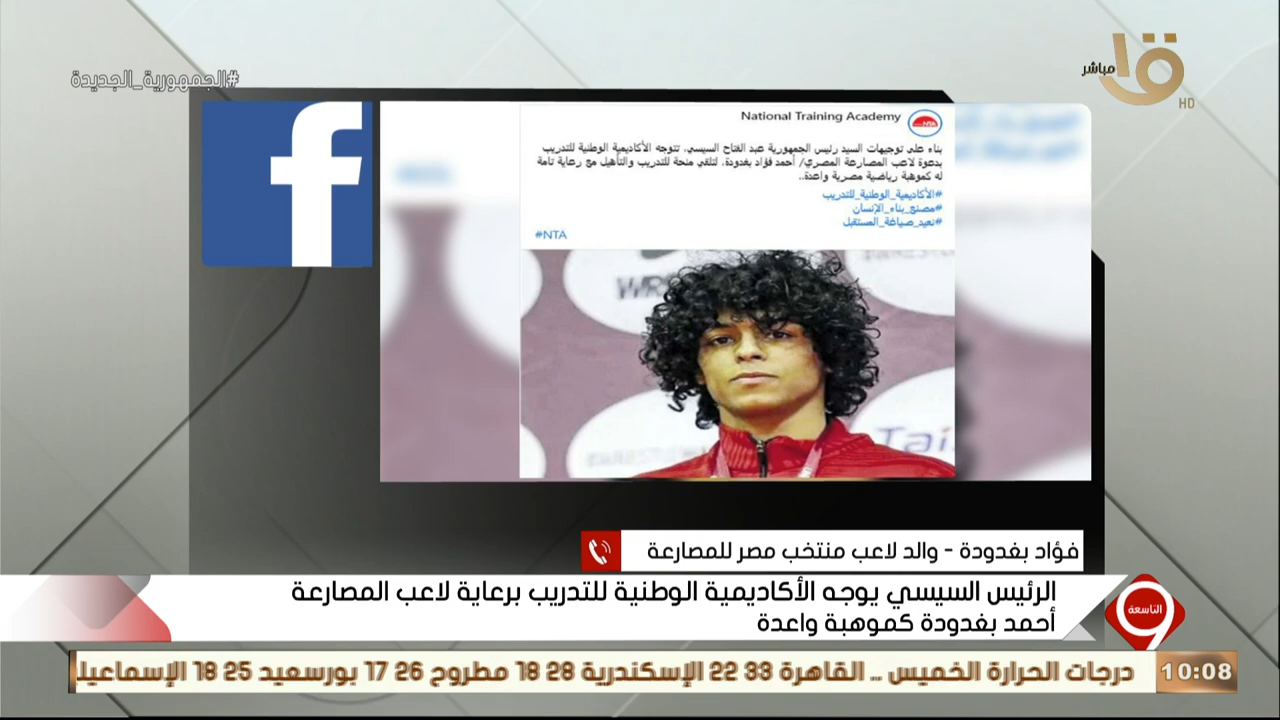 #الجمهورية_الجديدة
مباشر
HD
National Training Academy
NTA
بناء على توجيهات السيد رئيس الجمهورية عبد الفتاح السيسي، تتوجه الأكاديمية الوطنية للتدريب
بدعوة لاعب المصارعة المصري/ أحمد فؤاد بغدودة، لتلقي منحة للتدريب والتأهيل مع رعاية تامة
له كموهبة رياضية مصرية واعدة..
#الأكاديمية_الوطنية_للتدريب
#مصنع_بناء_الإنسان
#نعيد_صياغة_المستقبل
#NTA
فؤاد بغدودة - والد لاعب منتخب مصر للمصارعة
الرئيس السيسي يوجه الأكاديمية الوطنية للتدريب برعاية لاعب المصارعة
أحمد بغدودة كموهبة واعدة
التاسعة
9
درجات الحرارة الخميس .. القاهرة 33 22 الإسكندرية 28 18 مطروح 26 17 بورسعيد 25 18 الإسماعيل
10:08